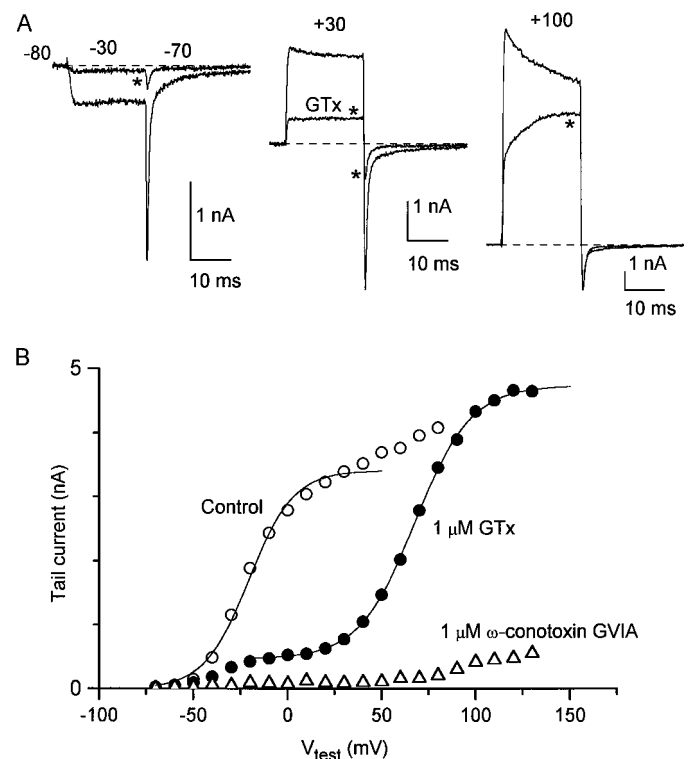 A
-80 -30 -70
*
1 nA
10 ms
+30
GTx *
*
1 nA
10 ms
+100
*
1 nA
10 ms
B
5
0
Tail current (nA)
Control
1 μM GTx
1 μM ω-conotoxin GVIA
-100 -50 0 50 100 150
Vtest (mV)